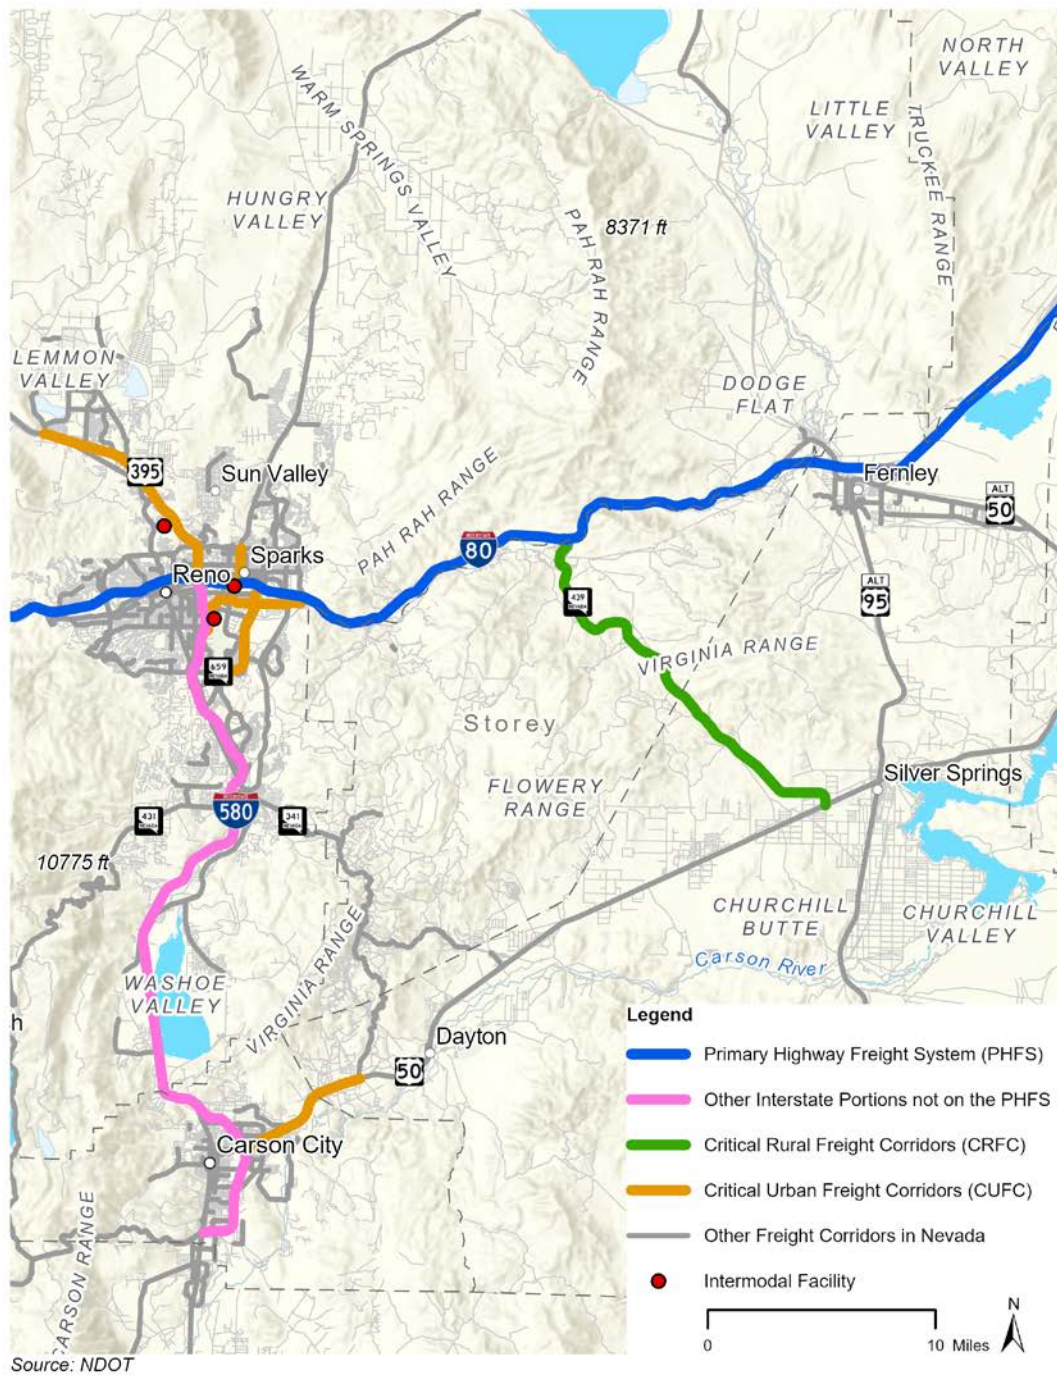 NORTH
VALLEY
LITTLE
VALLEY
TRUCKEE RANGE
WARM SPRINGS VALLEY
HUNGRY
VALLEY
PAH RAH RANGE
8371 ft
LEMMON
VALLEY
DODGE
FLAT
395
Sun Valley
PAH RAH RANGE
Fernley
ALT
50
80
Sparks
Reno
439
NEVADA
ALT
95
659
NEVADA
VIRGINIA RANGE
Storey
Silver Springs
FLOWERY
RANGE
580
431
NEVADA
341
NEVADA
10775 ft
CHURCHILL
BUTTE
CHURCHILL
VALLEY
VIRGINIA RANGE
Carson River
WASHOE
VALLEY
h
Dayton
50
Carson City
CARSON RANGE
Legend
Primary Highway Freight System (PHFS)
Other Interstate Portions not on the PHFS
Critical Rural Freight Corridors (CRFC)
Critical Urban Freight Corridors (CUFC)
Other Freight Corridors in Nevada
Intermodal Facility
N
0 10 Miles
Source: NDOT